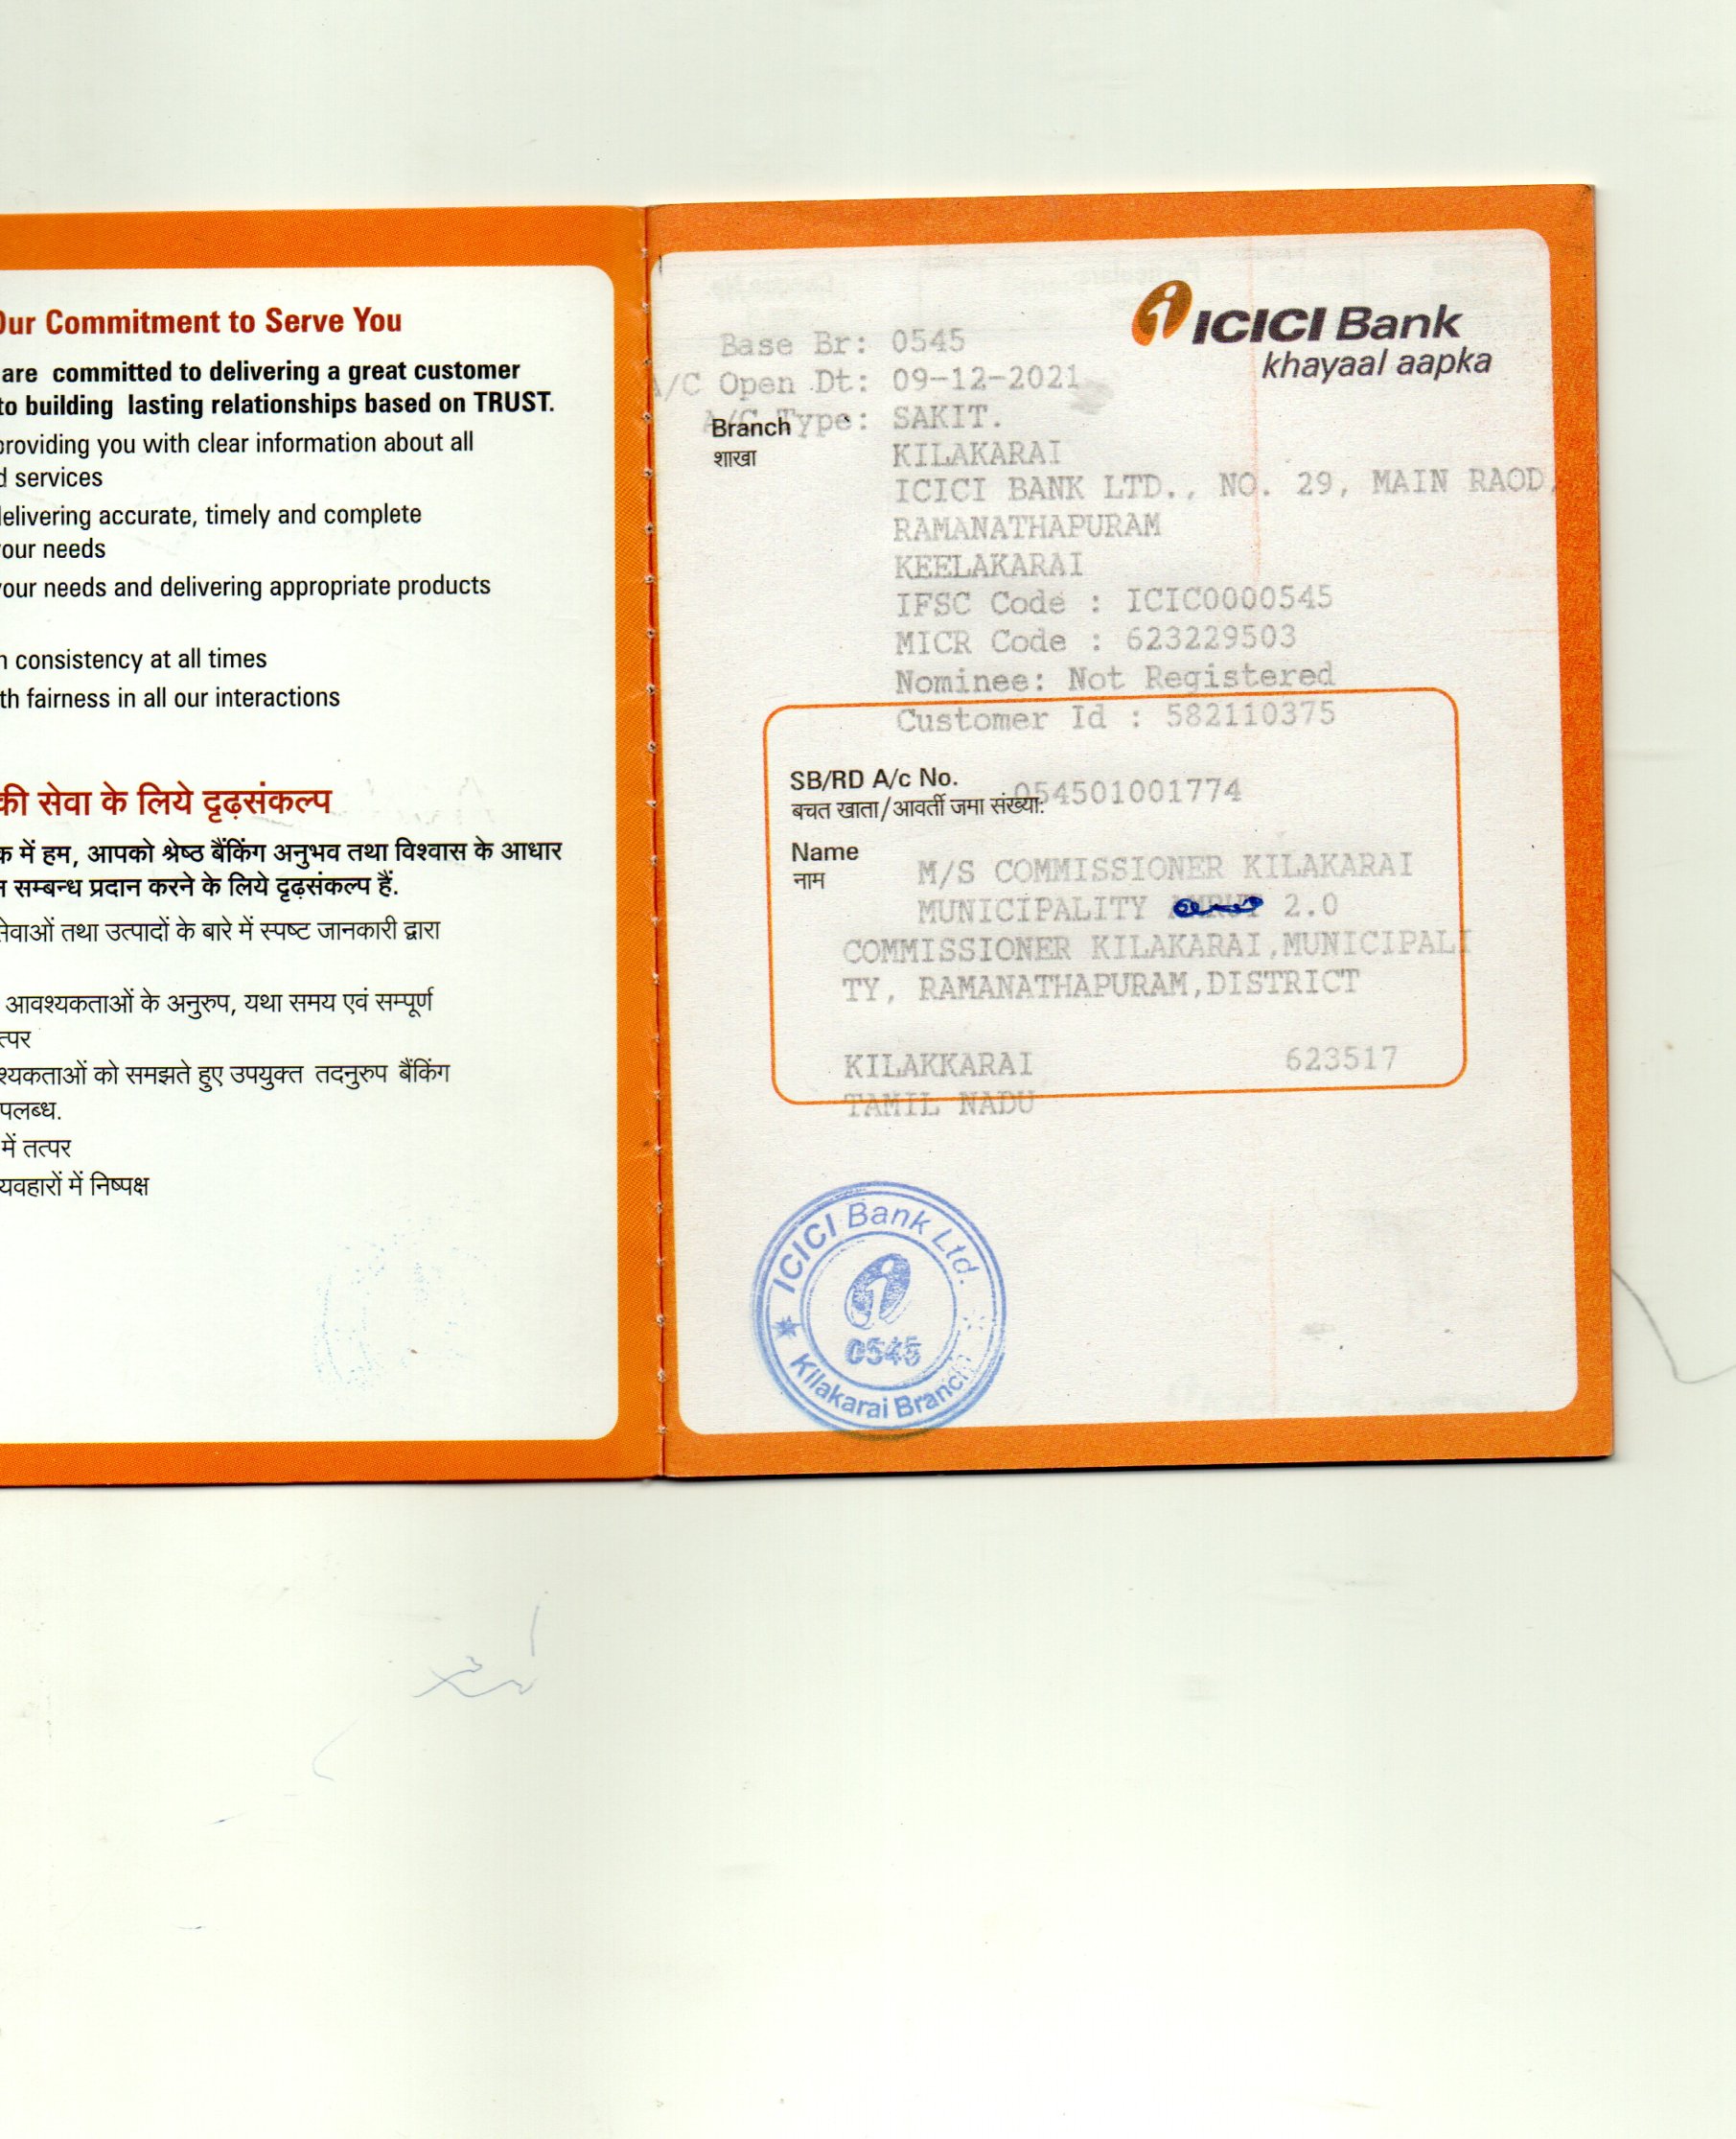 Our Commitment to Serve You
are committed to delivering a great customer
to building lasting relationships based on TRUST.
providing you with clear information about all
d services
delivering accurate, timely and complete
your needs
your needs and delivering appropriate products
n consistency at all times
th fairness in all our interactions
की सेवा के लिये दृढ़संकल्प
क में हम, आपको श्रेष्ठ बैंकिंग अनुभव तथा विश्वास के आधार
न सम्बन्ध प्रदान करने के लिये दृढ़संकल्प हैं.
सेवाओं तथा उत्पादों के बारे में स्पष्ट जानकारी द्वारा
आवश्यकताओं के अनुरुप, यथा समय एवं सम्पूर्ण
त्पर
श्यकताओं को समझते हुए उपयुक्त तदनुरुप बैंकिंग
पलब्ध.
में तत्पर
यवहारों में निष्पक्ष
ICICI Bank
khayaal aapka
Base Br: 0545
A/C Open Dt: 09-12-2021
A/C Type: SAKIT.
Branch
शाखा
KILAKARAI
ICICI BANK LTD., NO. 29, MAIN RAOD,
RAMANATHAPURAM
KEELAKARAI
IFSC Code : ICIC0000545
MICR Code : 623229503
Nominee: Not Registered
Customer Id : 582110375
SB/RD A/c No.
बचत खाता/आवर्ती जमा संख्या: 054501001774
Name
नाम
M/S COMMISSIONER KILAKARAI
MUNICIPALITY 2.0
COMMISSIONER KILAKARAI,MUNICIPALI
TY, RAMANATHAPURAM,DISTRICT
KILAKKARAI 623517
TAMIL NADU
ICICI Bank Ltd.
0545
Kilakarai Branch